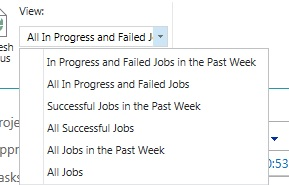 View:
All In Progress and Failed J
In Progress and Failed Jobs in the Past Week
All In Progress and Failed Jobs
Successful Jobs in the Past Week
All Successful Jobs
All Jobs in the Past Week
All Jobs